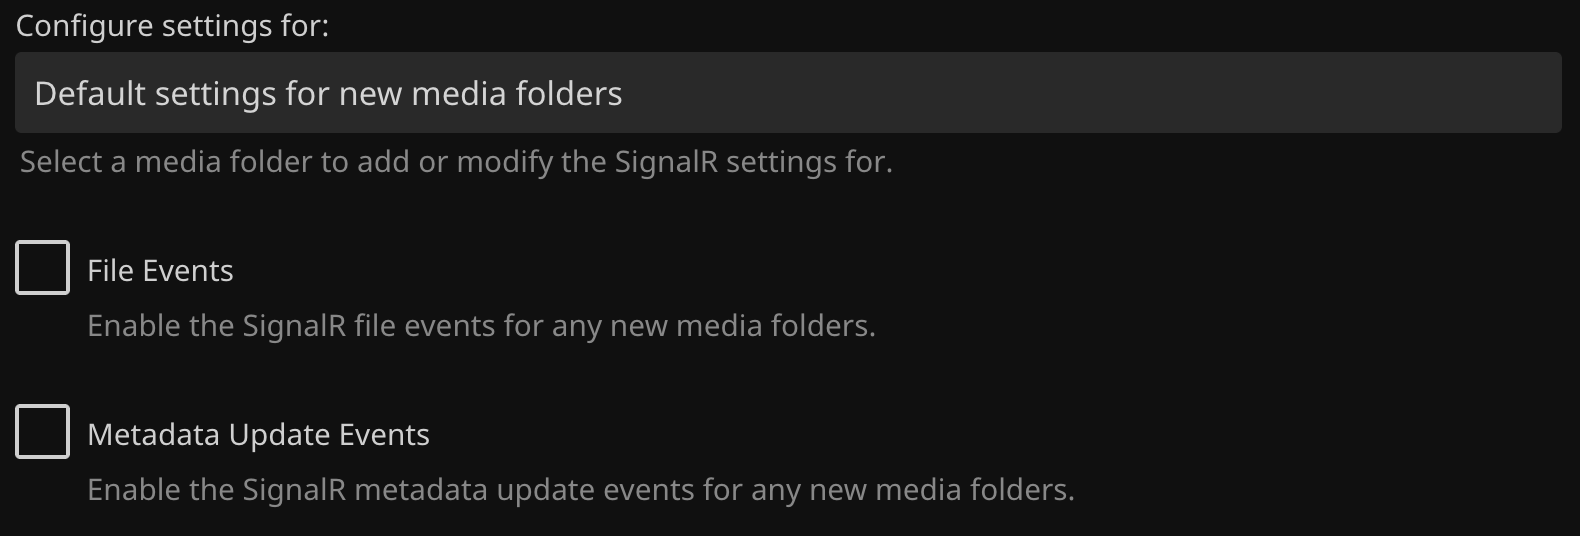 Configure settings for:
Default settings for new media folders
Select a media folder to add or modify the SignalR settings for.
File Events
Enable the SignalR file events for any new media folders.
Metadata Update Events
Enable the SignalR metadata update events for any new media folders.